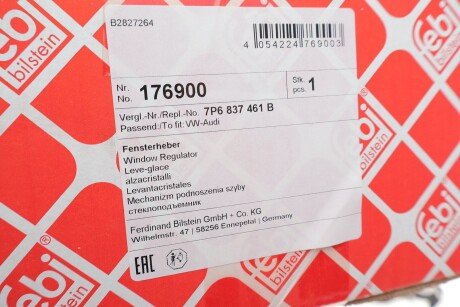 B2827264
4 054224 769003
Nr.
No. 176900
Stk.
pcs. 1
Vergl.-Nr./Repl.-No. 7P6 837 461 B
Passend:/To fit: VW-Audi
Fensterheber
Window Regulator
Leve-glace
alzacristalli
Levantacristales
Mechanizm podnoszenia szyby
стеклоподъемник
Ferdinand Bilstein GmbH + Co. KG
Wilhelmstr. 47 | 58256 Ennepetal | Germany
EAC
febi
bilstein
febi
bilstein
febi
bilstein
febi